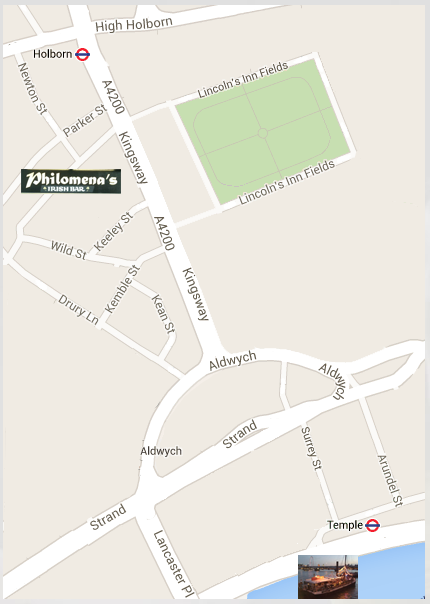 High Holborn
Holborn
Newton St
A4200
Lincoln's Inn Fields
Parker St
Kingsway
Philomena's
IRISH BAR
Lincoln's Inn Fields
Keeley St
A4200
Wild St
Kemble St
Kingsway
Drury Ln
Kean St
Aldwych
Aldwych
Strand
Aldwych
Surrey St
Arundel St
Strand
Temple
Lancaster Pl